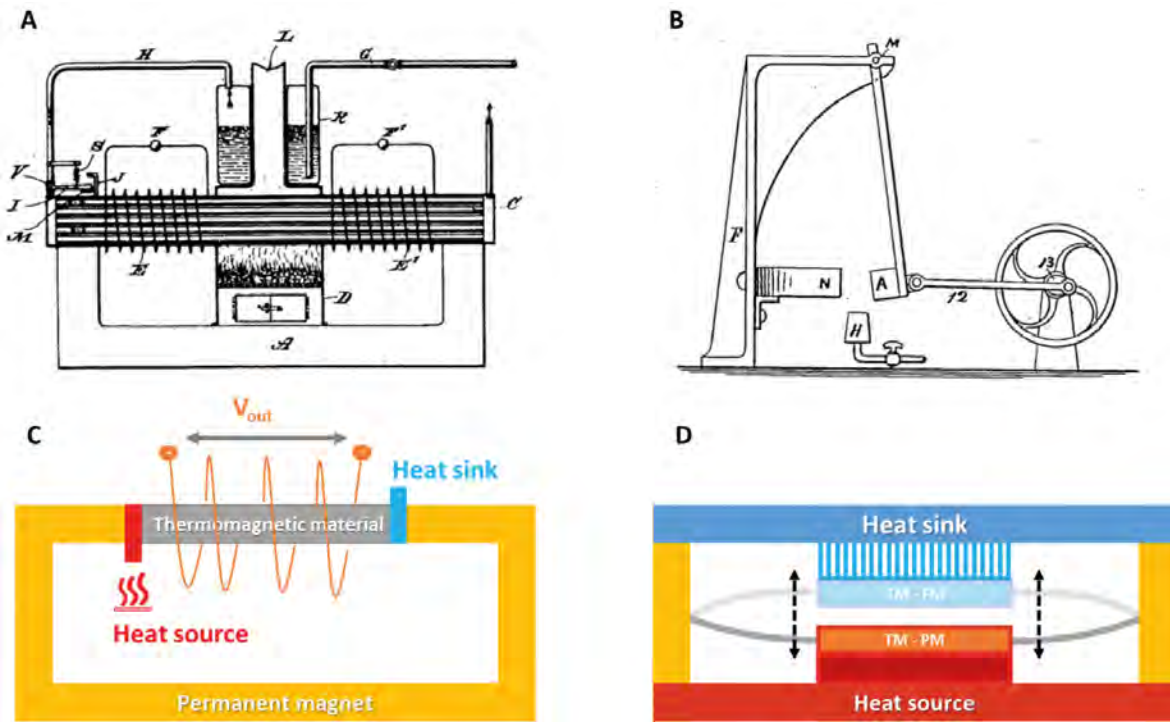 A
L
H
G
F
F'
K
S
V
J
I
M
C
E
E'
D
A
B
M
F
N
A
12
13
H
C
Vout
Heat sink
Thermomagnetic material
Heat source
Permanent magnet
D
Heat sink
TM - FM
TM - PM
Heat source